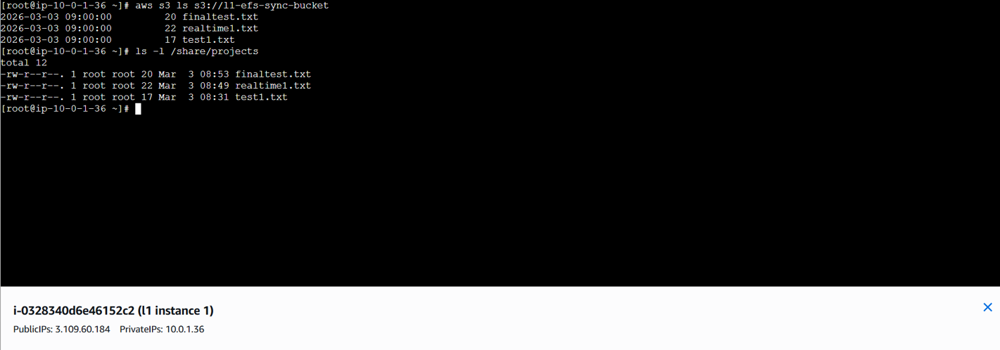 [root@ip-10-0-1-36 ~]# aws s3 ls s3://l1-efs-sync-bucket
2026-03-03 09:00:00         20 finaltest.txt
2026-03-03 09:00:00         22 realtime1.txt
2026-03-03 09:00:00         17 test1.txt
[root@ip-10-0-1-36 ~]# ls -l /share/projects
total 12
-rw-r--r--. 1 root root 20 Mar  3 08:53 finaltest.txt
-rw-r--r--. 1 root root 22 Mar  3 08:49 realtime1.txt
-rw-r--r--. 1 root root 17 Mar  3 08:31 test1.txt
[root@ip-10-0-1-36 ~]#
i-0328340d6e46152c2 (l1 instance 1)
PublicIPs: 3.109.60.184    PrivateIPs: 10.0.1.36